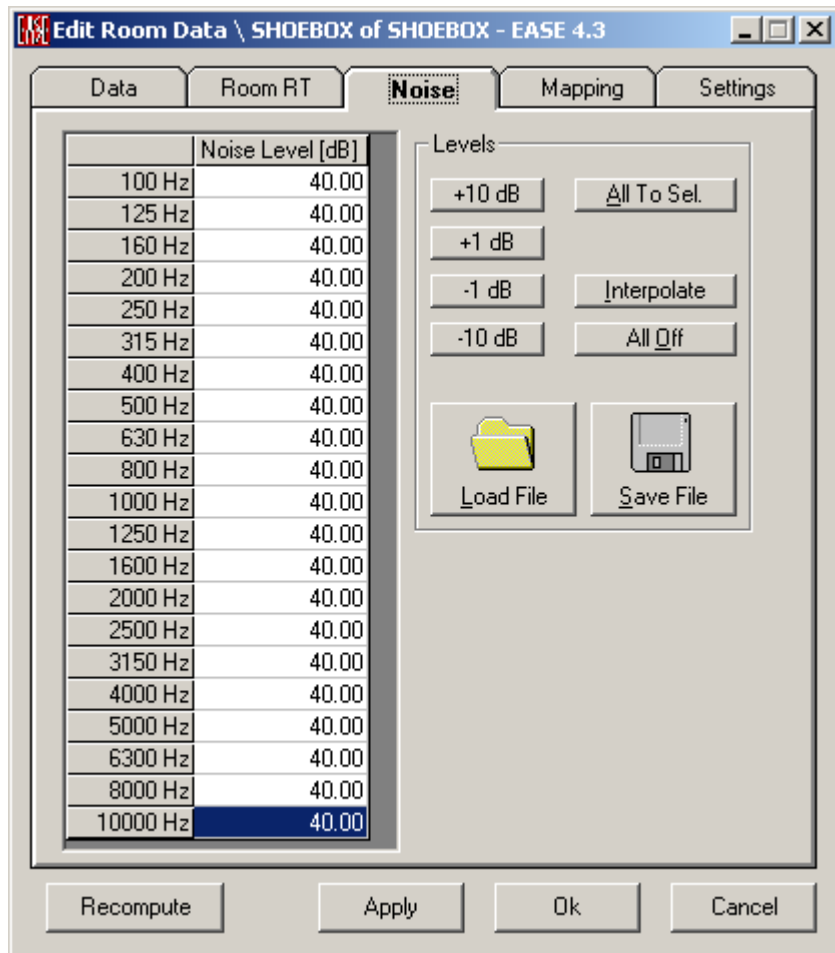 EASE Edit Room Data \ SHOEBOX of SHOEBOX - EASE 4.3
Data Room RT Noise Mapping Settings
Noise Level [dB]
100 Hz 40.00
125 Hz 40.00
160 Hz 40.00
200 Hz 40.00
250 Hz 40.00
315 Hz 40.00
400 Hz 40.00
500 Hz 40.00
630 Hz 40.00
800 Hz 40.00
1000 Hz 40.00
1250 Hz 40.00
1600 Hz 40.00
2000 Hz 40.00
2500 Hz 40.00
3150 Hz 40.00
4000 Hz 40.00
5000 Hz 40.00
6300 Hz 40.00
8000 Hz 40.00
10000 Hz 40.00
Levels
+10 dB All To Sel.
+1 dB
-1 dB Interpolate
-10 dB All Off
Load File Save File
Recompute Apply Ok Cancel